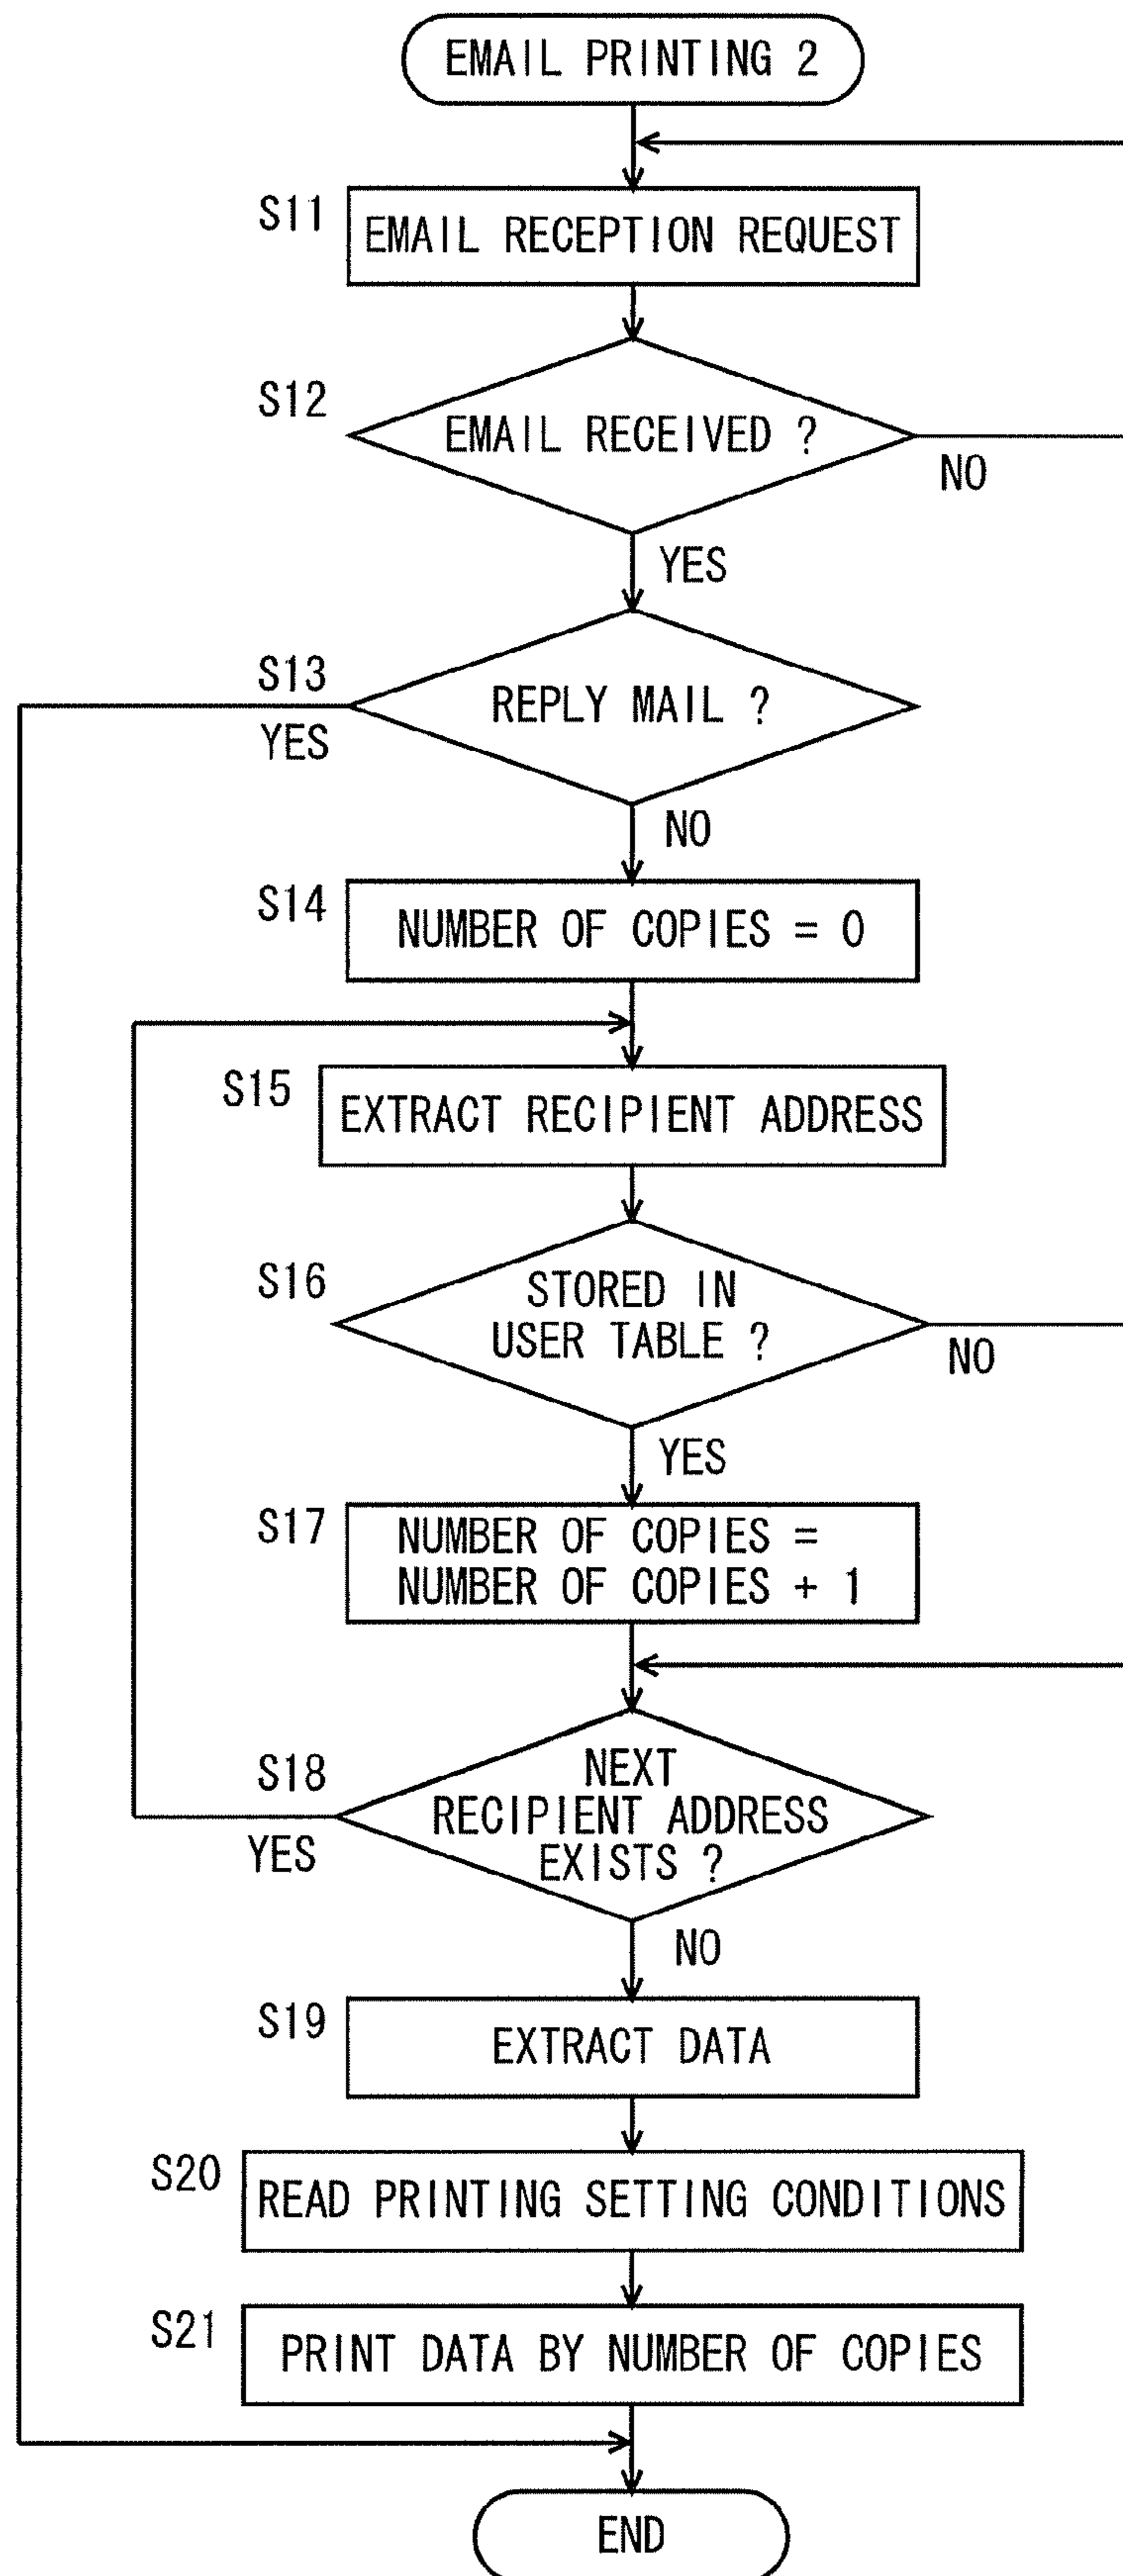 EMAIL PRINTING 2
S11
EMAIL RECEPTION REQUEST
S12
EMAIL RECEIVED ?
NO
YES
S13
REPLY MAIL ?
YES
NO
S14
NUMBER OF COPIES = 0
S15
EXTRACT RECIPIENT ADDRESS
S16
STORED IN
USER TABLE ?
NO
YES
S17
NUMBER OF COPIES =
NUMBER OF COPIES + 1
S18
NEXT
RECIPIENT ADDRESS
EXISTS ?
YES
NO
S19
EXTRACT DATA
S20
READ PRINTING SETTING CONDITIONS
S21
PRINT DATA BY NUMBER OF COPIES
END